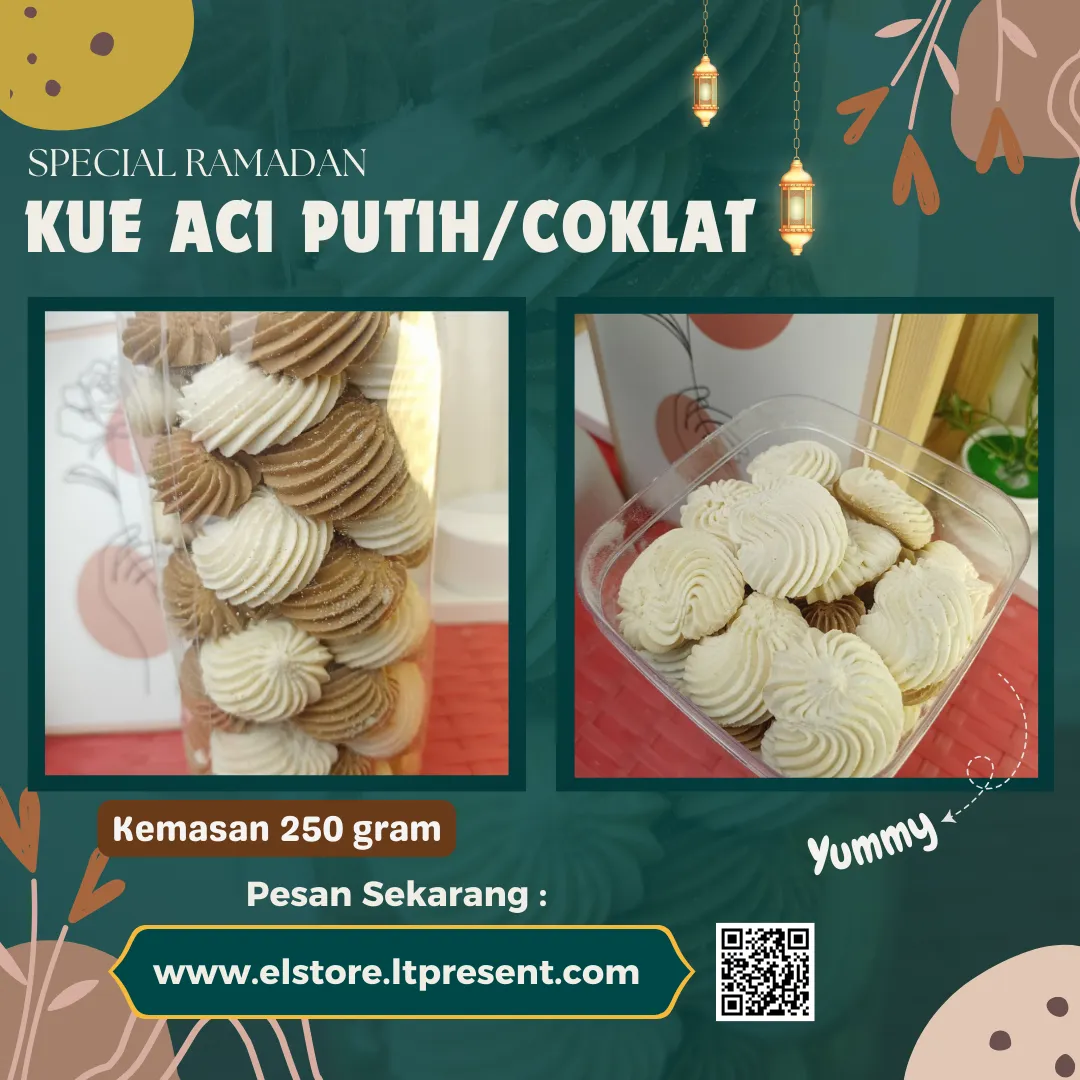 SPECIAL RAMADAN
KUE ACI PUTIH/COKLAT
Kemasan 250 gram
Yummy
Pesan Sekarang :
www.elstore.ltpresent.com